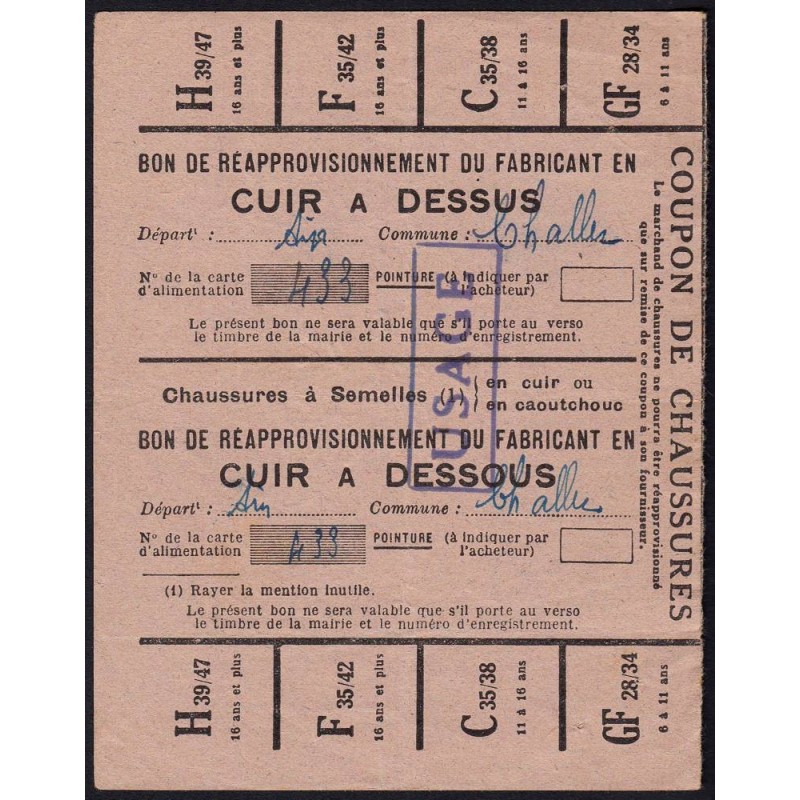 H 39/47
16 ans et plus
F 35/42
16 ans et plus
C 35/38
11 à 16 ans
GF 28/34
6 à 11 ans
BON DE RÉAPPROVISIONNEMENT DU FABRICANT EN
CUIR A DESSUS
Départᵗ : Ain Commune : Challes
Nº de la carte d'alimentation 433 POINTURE (à indiquer par l'acheteur)
Le présent bon ne sera valable que s'il porte au verso
le timbre de la mairie et le numéro d'enregistrement.
Chaussures à Semelles (1) { en cuir ou
en caoutchouc
BON DE RÉAPPROVISIONNEMENT DU FABRICANT EN
CUIR A DESSOUS
Départᵗ : Ain Commune : Challes
Nº de la carte d'alimentation 433 POINTURE (à indiquer par l'acheteur)
(1) Rayer la mention inutile.
Le présent bon ne sera valable que s'il porte au verso
le timbre de la mairie et le numéro d'enregistrement.
USAGE
COUPON DE CHAUSSURES
Le marchand de chaussures ne pourra être réapprovisionné
que sur remise de ce coupon à son fournisseur.
H 39/47
16 ans et plus
F 35/42
16 ans et plus
C 35/38
11 à 16 ans
GF 28/34
6 à 11 ans